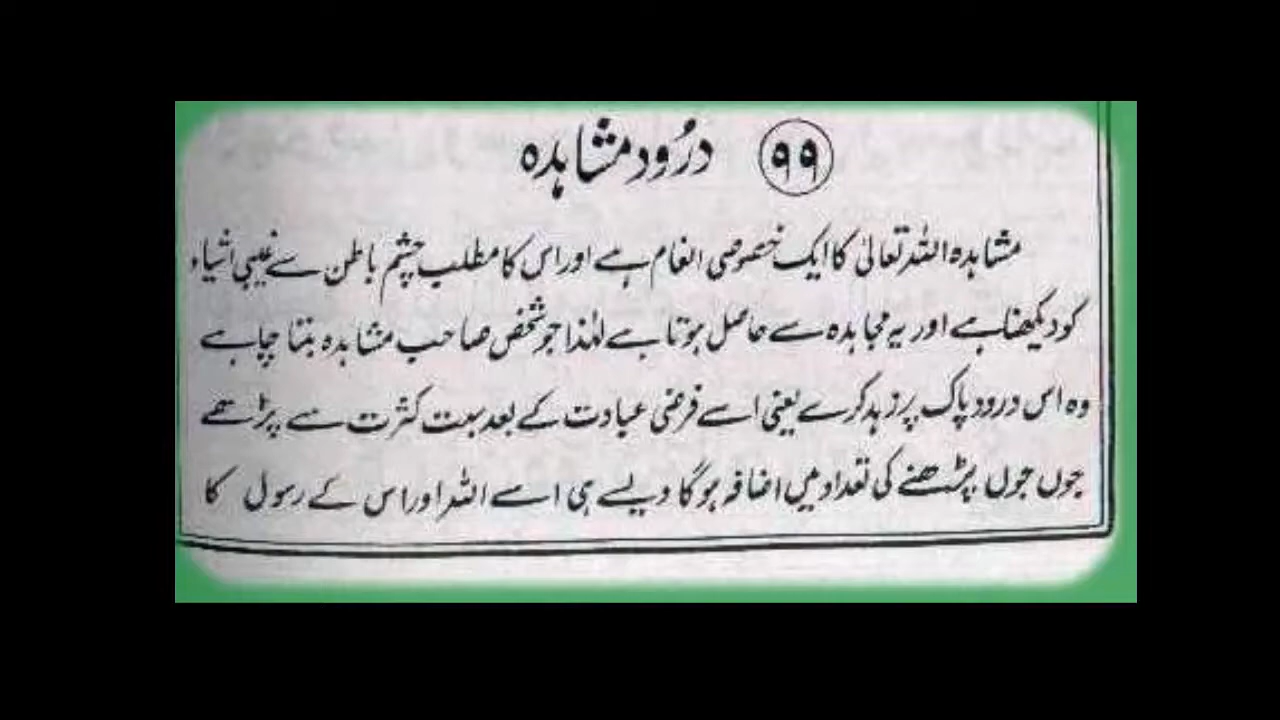 ۹۹ درُود مشاہدہ
مشاہدہ اللہ تعالیٰ کا ایک خصوصی انعام ہے اور اس کا مطلب چشم باطن سے غیبی اشیاء
کو دیکھنا ہے اور یہ مجاہدہ سے حاصل ہوتا ہے لہٰذا جو شخص صاحب مشاہدہ بننا چاہے
وہ اس درود پاک پر زہد کرے یعنی اسے فرضی عبادت کے بعد بہت کثرت سے پڑھے
جوں جوں پڑھنے کی تعداد میں اضافہ ہوگا ویسے ہی اسے اللہ اور اس کے رسول کا